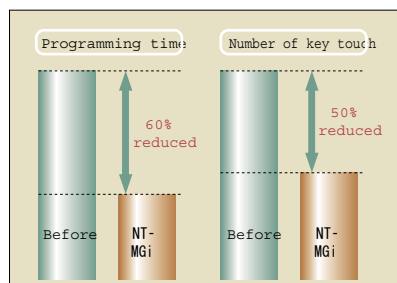 Programming time
Number of key touch
60%
reduced
50%
reduced
Before
NT-
MGi
Before
NT-
MGi